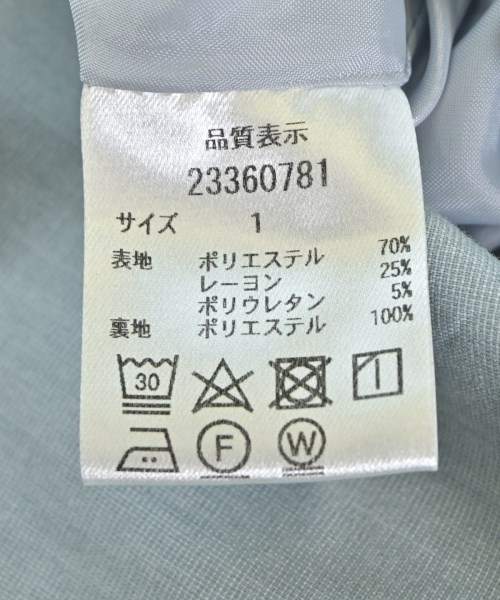 品質表示
23360781
サイズ 1
表地 ポリエステル 70%
レーヨン 25%
ポリウレタン 5%
裏地 ポリエステル 100%
30
F W